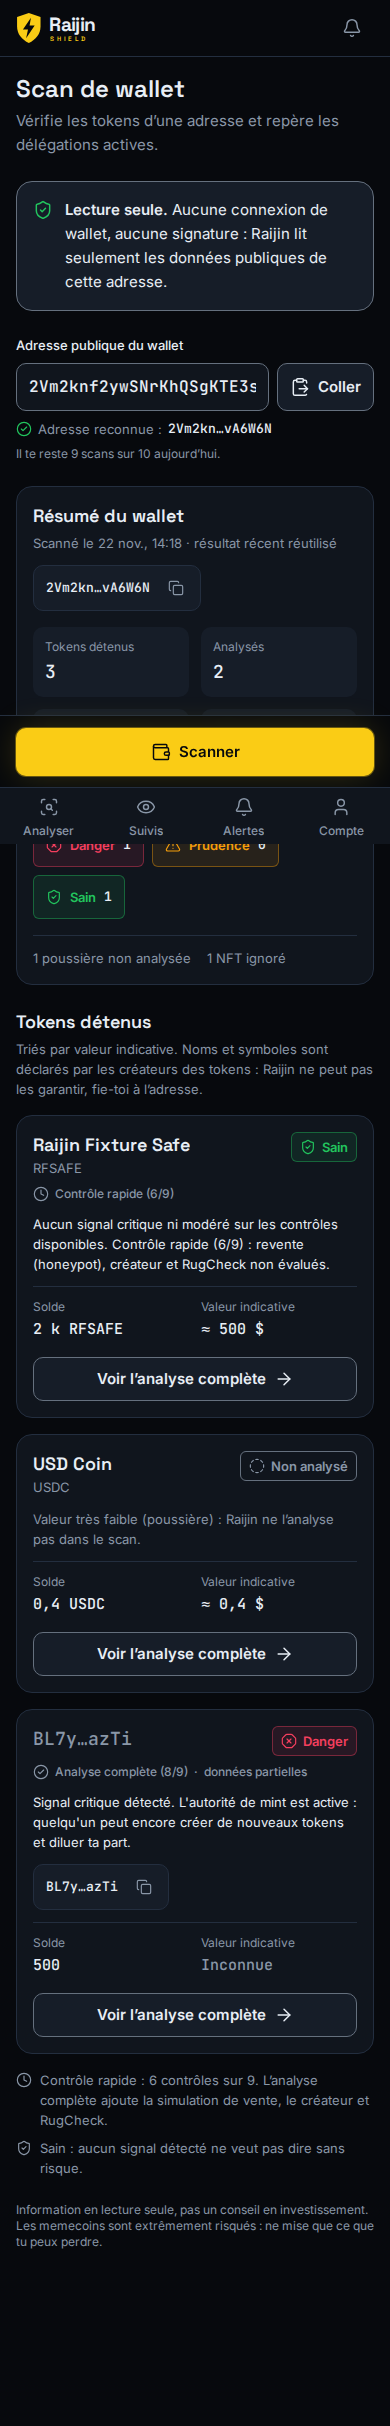 Raijin
SHIELD
Scan de wallet
Vérifie les tokens d’une adresse et repère les
délégations actives.
Lecture seule. Aucune connexion de
wallet, aucune signature : Raijin lit
seulement les données publiques de
cette adresse.
Adresse publique du wallet
2Vm2knf2ywSNrKhQSgKTE3s
Coller
Adresse reconnue : 2Vm2kn…vA6W6N
Il te reste 9 scans sur 10 aujourd’hui.
Résumé du wallet
Scanné le 22 nov., 14:18 · résultat récent réutilisé
2Vm2kn…vA6W6N
Tokens détenus
Analysés
3
2
Scanner
Analyser
Suivis
Alertes
Compte
Danger 1
Prudence 0
Sain 1
1 poussière non analysée
1 NFT ignoré
Tokens détenus
Triés par valeur indicative. Noms et symboles sont
déclarés par les créateurs des tokens : Raijin ne peut pas
les garantir, fie-toi à l’adresse.
Raijin Fixture Safe
Sain
RFSAFE
Contrôle rapide (6/9)
Aucun signal critique ni modéré sur les contrôles
disponibles. Contrôle rapide (6/9) : revente
(honeypot), créateur et RugCheck non évalués.
Solde
Valeur indicative
2 k RFSAFE
≈ 500 $
Voir l’analyse complète
USD Coin
Non analysé
USDC
Valeur très faible (poussière) : Raijin ne l’analyse
pas dans le scan.
Solde
Valeur indicative
0,4 USDC
≈ 0,4 $
Voir l’analyse complète
BL7y…azTi
Danger
Analyse complète (8/9) · données partielles
Signal critique détecté. L'autorité de mint est active :
quelqu'un peut encore créer de nouveaux tokens
et diluer ta part.
BL7y…azTi
Solde
Valeur indicative
500
Inconnue
Voir l’analyse complète
Contrôle rapide : 6 contrôles sur 9. L’analyse
complète ajoute la simulation de vente, le créateur et
RugCheck.
Sain : aucun signal détecté ne veut pas dire sans
risque.
Information en lecture seule, pas un conseil en investissement.
Les memecoins sont extrêmement risqués : ne mise que ce que
tu peux perdre.